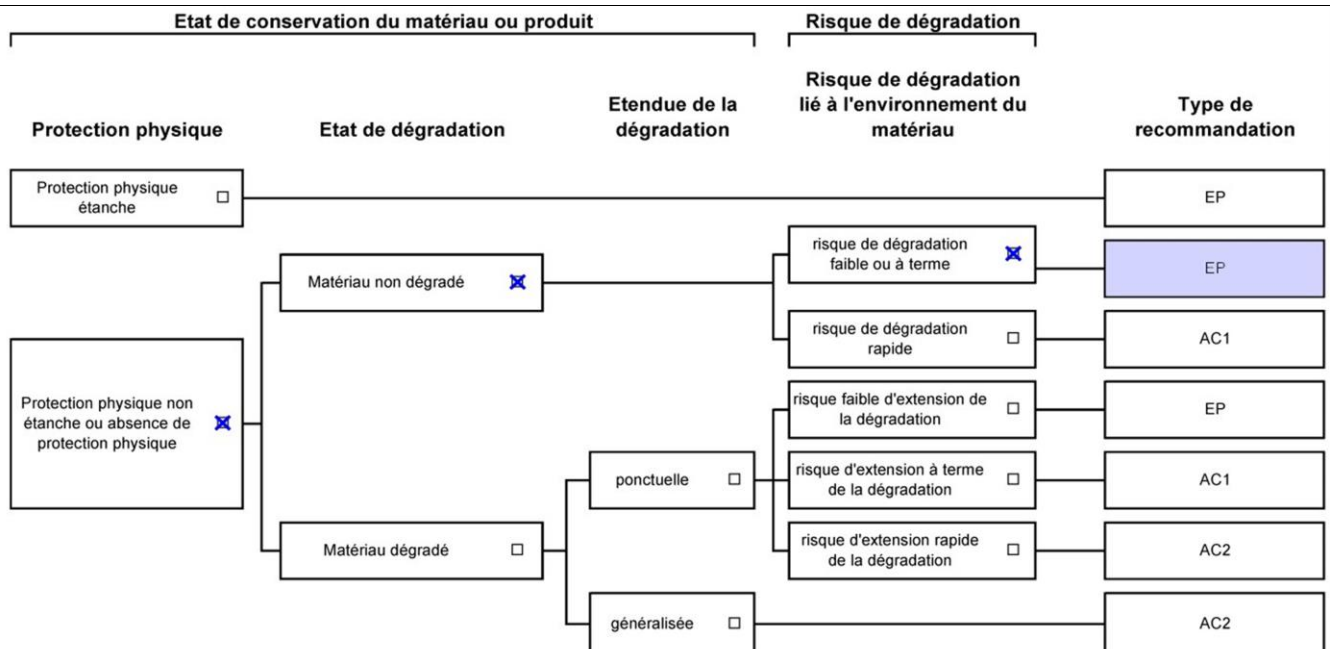 Etat de conservation du matériau ou produit
Risque de dégradation
Protection physique
Etat de dégradation
Etendue de la
dégradation
Risque de dégradation
lié à l'environnement du
matériau
Type de
recommandation
Protection physique
étanche
EP
risque de dégradation
faible ou à terme
EP
Matériau non dégradé
risque de dégradation
rapide
AC1
Protection physique non
étanche ou absence de
protection physique
risque faible d'extension de
la dégradation
EP
ponctuelle
risque d'extension à terme
de la dégradation
AC1
Matériau dégradé
risque d'extension rapide
de la dégradation
AC2
généralisée
AC2